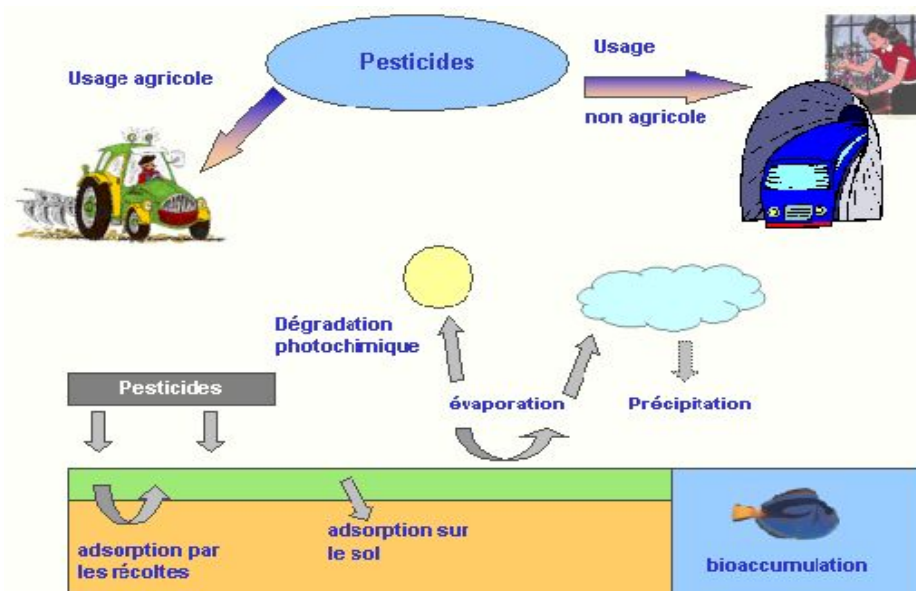 Pesticides
Usage agricole
Usage
non agricole
Dégradation
photochimique
Pesticides
évaporation
Précipitation
adsorption par
les récoltes
adsorption sur
le sol
bioaccumulation